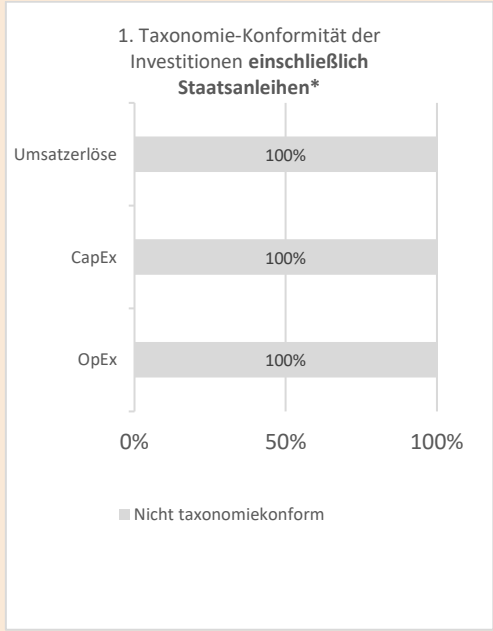 1. Taxonomie-Konformität der
Investitionen einschließlich
Staatsanleihen*
Umsatzerlöse
100%
CapEx
100%
OpEx
100%
0%
50%
100%
Nicht taxonomiekonform